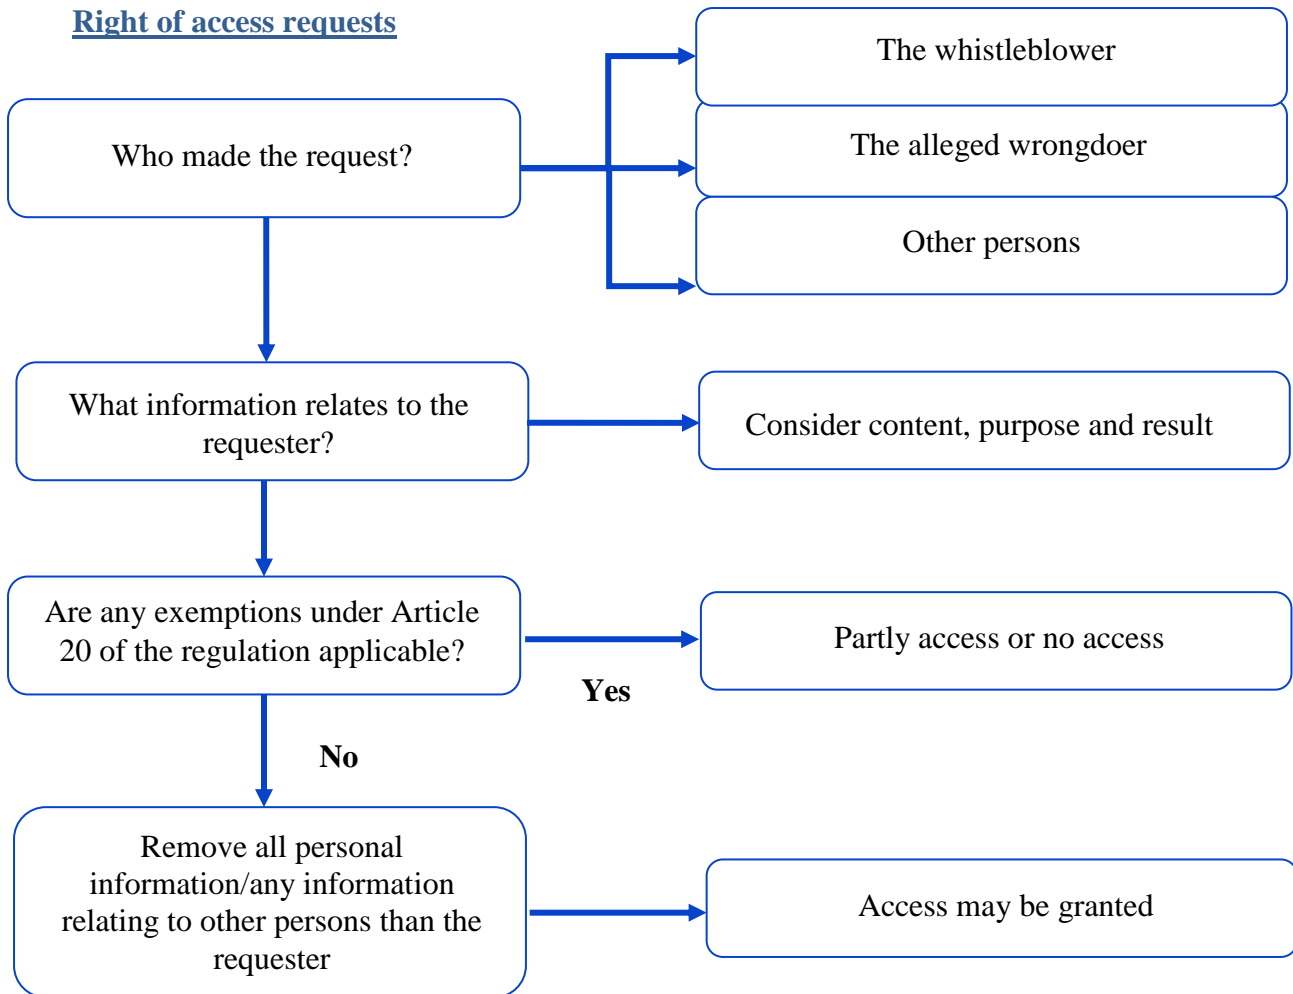 Right of access requests
The whistleblower
Who made the request?
The alleged wrongdoer
Other persons
What information relates to the
requester?
Consider content, purpose and result
Are any exemptions under Article
20 of the regulation applicable?
Partly access or no access
Yes
No
Remove all personal
information/any information
relating to other persons than the
requester
Access may be granted